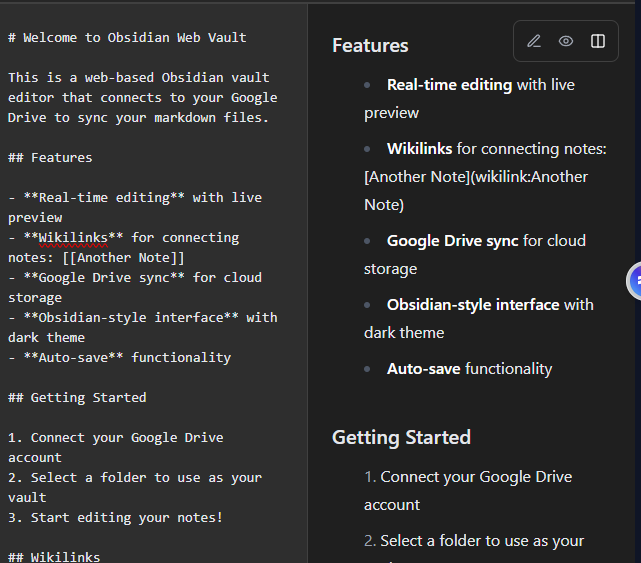 # Welcome to Obsidian Web Vault
This is a web-based Obsidian vault
editor that connects to your Google
Drive to sync your markdown files.
## Features
- **Real-time editing** with live
preview
- **Wikilinks** for connecting
notes: [[Another Note]]
- **Google Drive sync** for cloud
storage
- **Obsidian-style interface** with
dark theme
- **Auto-save** functionality
## Getting Started
1. Connect your Google Drive
account
2. Select a folder to use as your
vault
3. Start editing your notes!
## Wikilinks
Features
• Real-time editing with live
preview
• Wikilinks for connecting notes:
[Another Note](wikilink:Another
Note)
• Google Drive sync for cloud
storage
• Obsidian-style interface with
dark theme
• Auto-save functionality
Getting Started
1. Connect your Google Drive
account
2. Select a folder to use as your